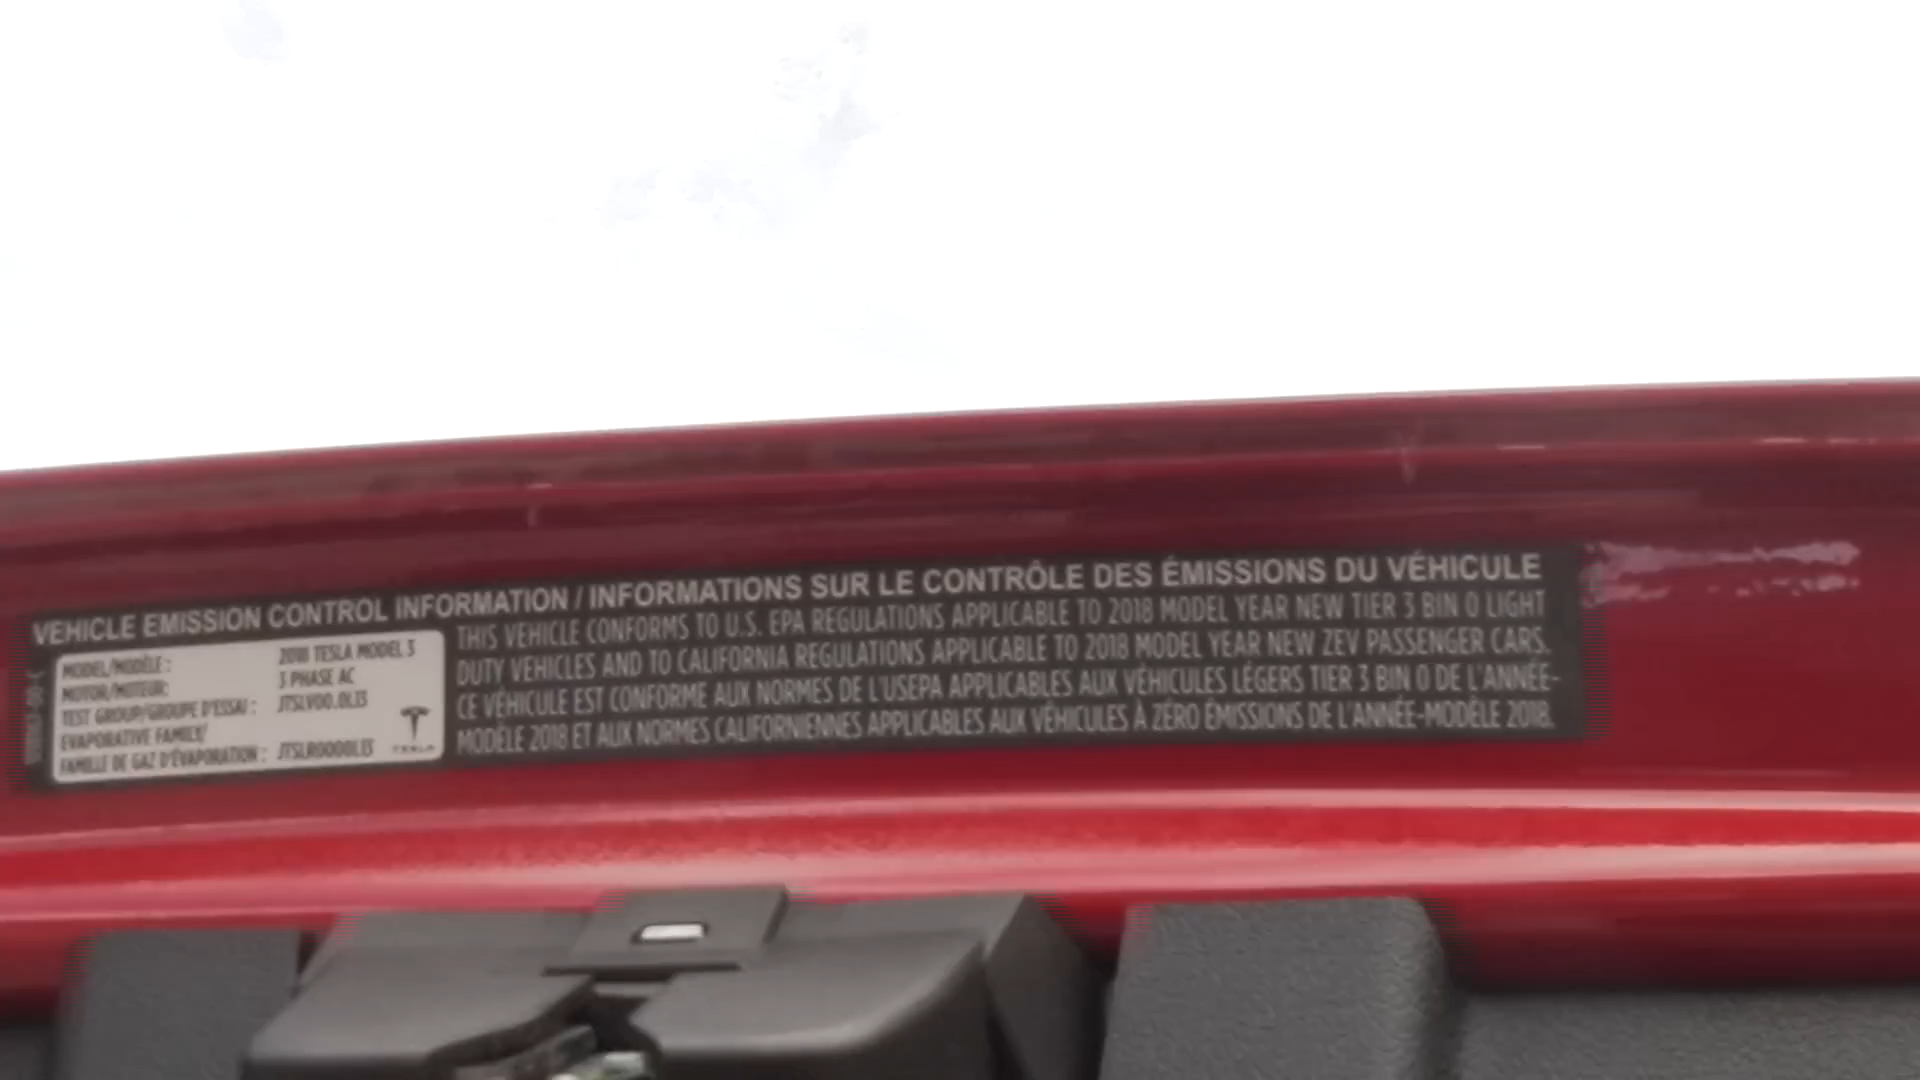 VEHICLE EMISSION CONTROL INFORMATION / INFORMATIONS SUR LE CONTRÔLE DES ÉMISSIONS DU VÉHICULE
MODEL/MODÈLE: 2018 TESLA MODEL 3
MOTOR/MOTEUR: 3 PHASE AC
TEST GROUP/GROUPE D'ESSAI: JTSLV00.0L13
EVAPORATIVE FAMILY/
FAMILLE DE GAZ D'ÉVAPORATION: JTSLR0000L13
TESLA
THIS VEHICLE CONFORMS TO U.S. EPA REGULATIONS APPLICABLE TO 2018 MODEL YEAR NEW TIER 3 BIN 0 LIGHT
DUTY VEHICLES AND TO CALIFORNIA REGULATIONS APPLICABLE TO 2018 MODEL YEAR NEW ZEV PASSENGER CARS.
CE VÉHICULE EST CONFORME AUX NORMES DE L'USEPA APPLICABLES AUX VÉHICULES LÉGERS TIER 3 BIN 0 DE L'ANNÉE-
MODÈLE 2018 ET AUX NORMES CALIFORNIENNES APPLICABLES AUX VÉHICULES À ZÉRO ÉMISSIONS DE L'ANNÉE-MODÈLE 2018.